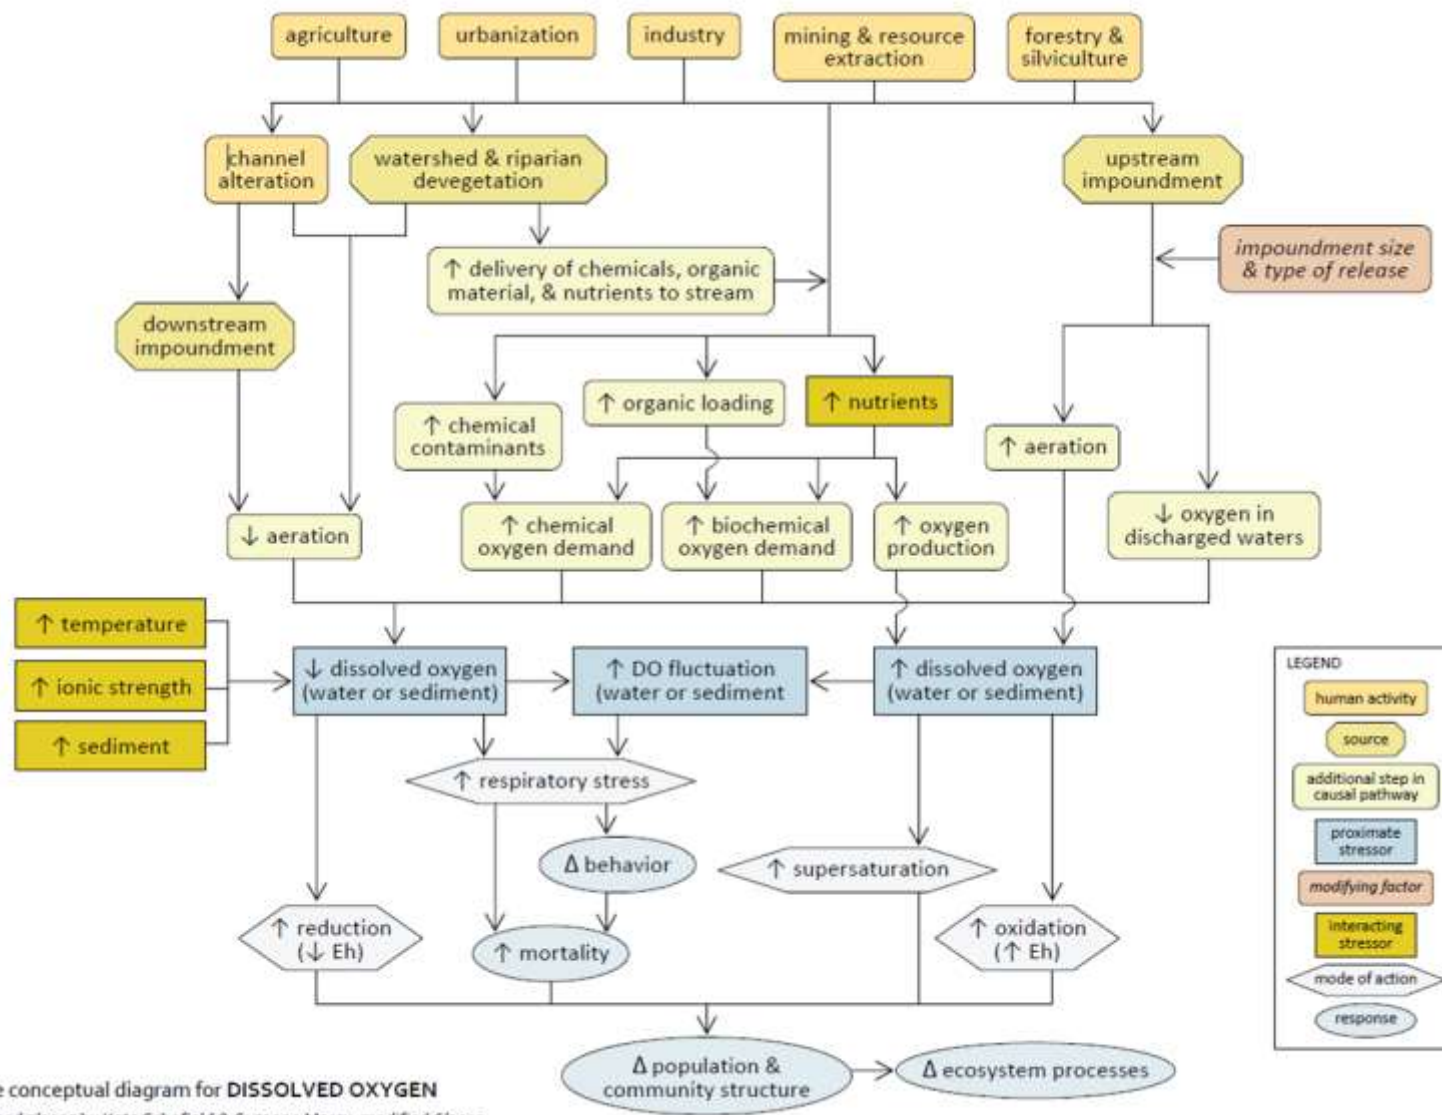 agriculture
urbanization
industry
mining & resource
extraction
forestry &
silviculture
channel
alteration
watershed & riparian
devegetation
upstream
impoundment
↑ delivery of chemicals, organic
material, & nutrients to stream
impoundment size
& type of release
downstream
impoundment
↑ chemical
contaminants
↑ organic loading
↑ nutrients
↑ aeration
↓ aeration
↑ chemical
oxygen demand
↑ biochemical
oxygen demand
↑ oxygen
production
↓ oxygen in
discharged waters
↑ temperature
↑ ionic strength
↑ sediment
↓ dissolved oxygen
(water or sediment)
↑ DO fluctuation
(water or sediment
↑ dissolved oxygen
(water or sediment)
↑ respiratory stress
Δ behavior
↑ supersaturation
↑ reduction
(↓ Eh)
↑ mortality
↑ oxidation
(↑ Eh)
Δ population &
community structure
Δ ecosystem processes
LEGEND
human activity
source
additional step in
causal pathway
proximate
stressor
modifying factor
interacting
stressor
mode of action
response
conceptual diagram for DISSOLVED OXYGEN